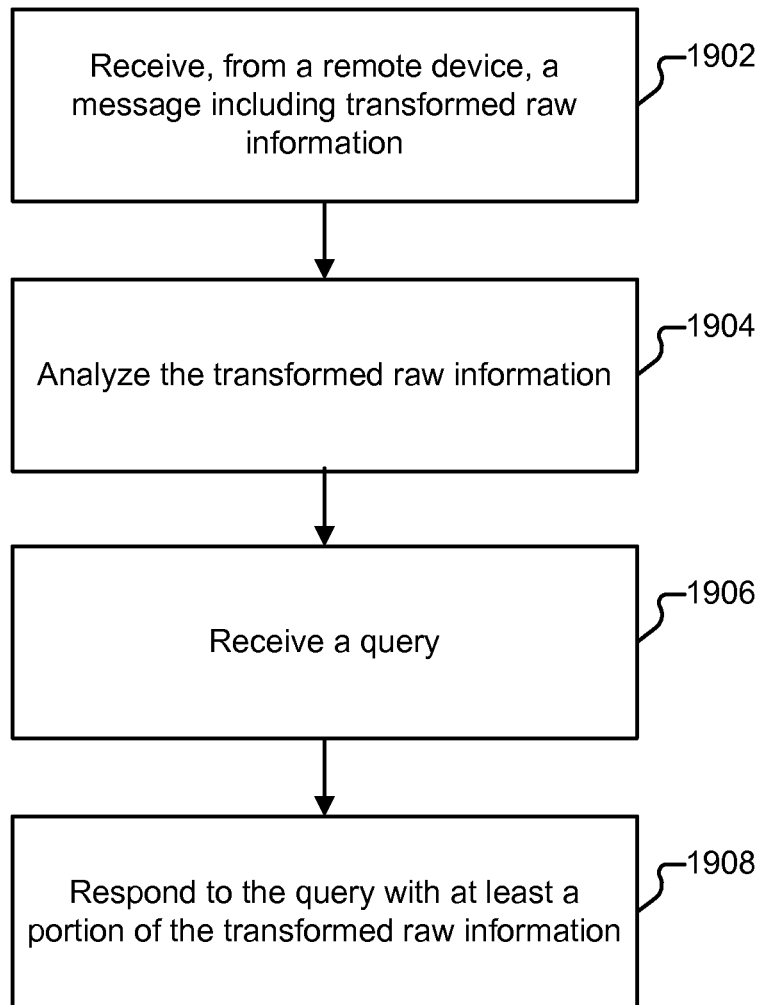 Receive, from a remote device, a
message including transformed raw
information
1902
Analyze the transformed raw information
1904
Receive a query
1906
Respond to the query with at least a
portion of the transformed raw information
1908